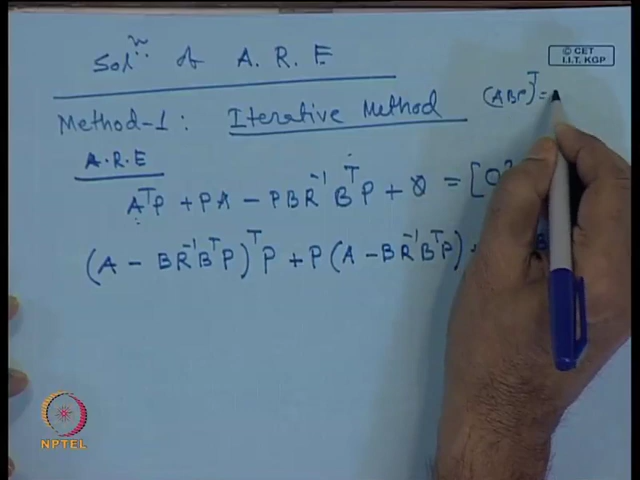 Solⁿ of A. R. E
© CET
I.I.T. KGP
Method-1: Iterative Method
(ABC)ᵀ =
A.R.E
AᵀP + PA − PBR⁻¹BᵀP + Q = [0
(A − BR⁻¹BᵀP)ᵀP + P(A − BR⁻¹BᵀP)
NPTEL